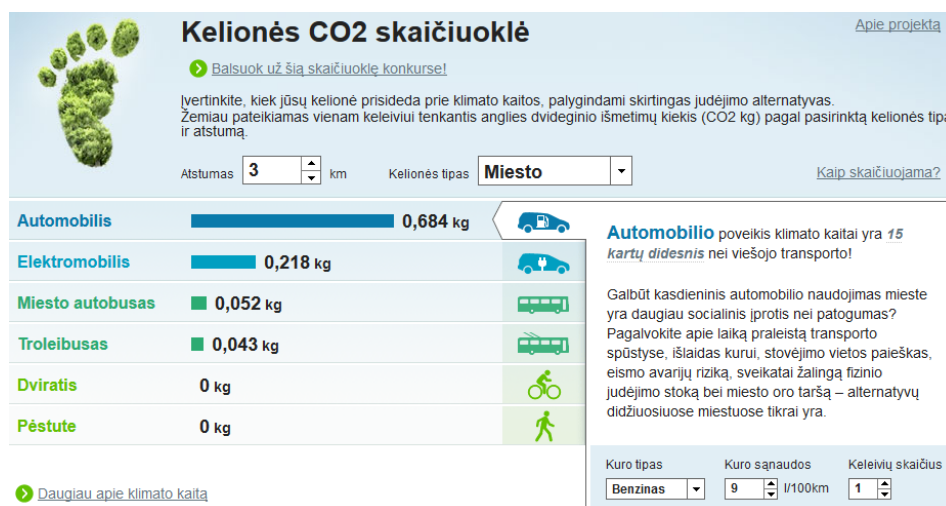 Kelionės CO2 skaičiuoklė
Apie projektą
Balsuok už šią skaičiuoklę konkurse!
Įvertinkite, kiek jūsų kelionė prisideda prie klimato kaitos, palygindami skirtingas judėjimo alternatyvas.
Žemiau pateikiamas vienam keleiviui tenkantis anglies dvideginio išmetimų kiekis (CO2 kg) pagal pasirinktą kelionės tipą
ir atstumą.
Atstumas 3 km Kelionės tipas Miesto Kaip skaičiuojama?
Automobilis 0,684 kg
Elektromobilis 0,218 kg
Miesto autobusas 0,052 kg
Troleibusas 0,043 kg
Dviratis 0 kg
Pėstute 0 kg
Automobilio poveikis klimato kaitai yra 15
kartų didesnis nei viešojo transporto!
Galbūt kasdieninis automobilio naudojimas mieste
yra daugiau socialinis įprotis nei patogumas?
Pagalvokite apie laiką praleistą transporto
spūstyse, išlaidas kurui, stovėjimo vietos paieškas,
eismo avarijų riziką, sveikatai žalingą fizinio
judėjimo stoką bei miesto oro taršą – alternatyvų
didžiuosiuose miestuose tikrai yra.
Kuro tipas Kuro sąnaudos Keleivių skaičius
Benzinas 9 l/100km 1
Daugiau apie klimato kaitą